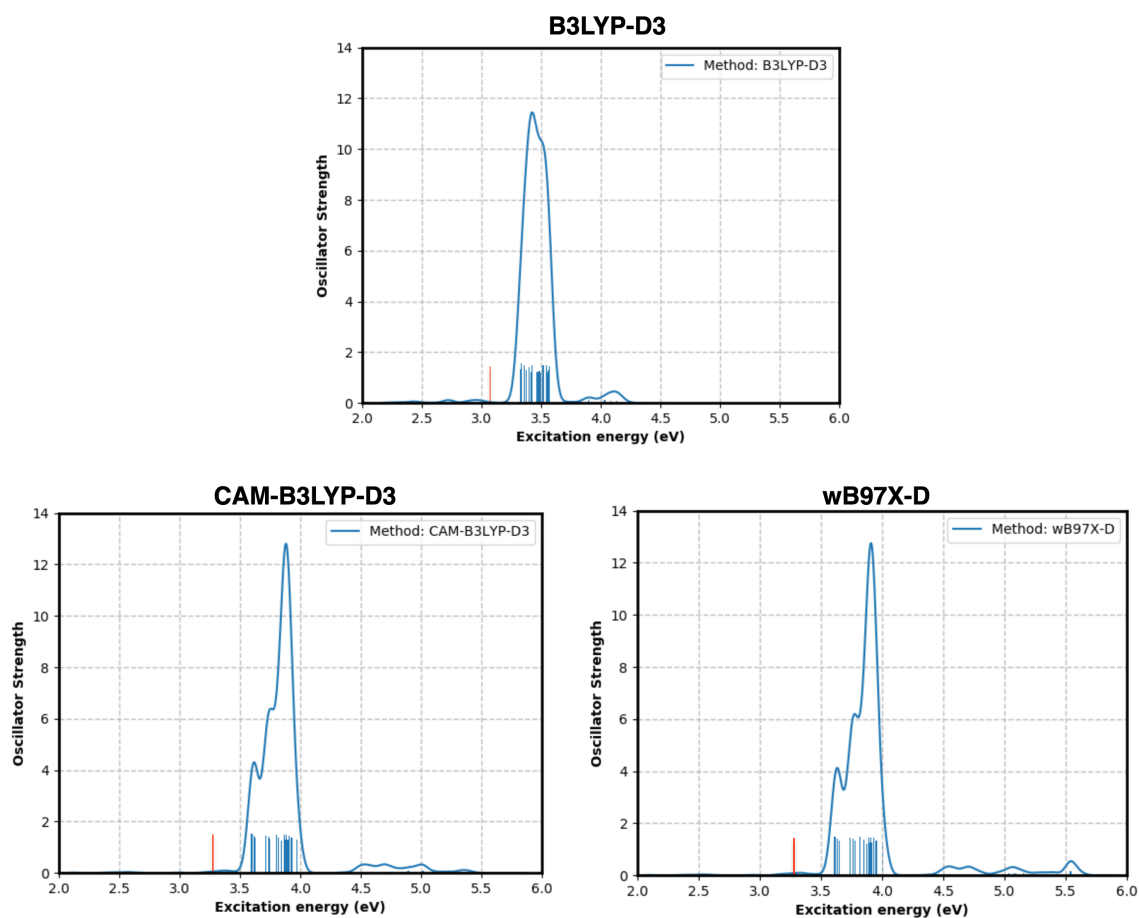 B3LYP-D3
14
Method: B3LYP-D3
12
10
8
6
4
2
0
Oscillator Strength
2.0 2.5 3.0 3.5 4.0 4.5 5.0 5.5 6.0
Excitation energy (eV)
CAM-B3LYP-D3
14
Method: CAM-B3LYP-D3
12
10
8
6
4
2
0
Oscillator Strength
2.0 2.5 3.0 3.5 4.0 4.5 5.0 5.5 6.0
Excitation energy (eV)
wB97X-D
14
Method: wB97X-D
12
10
8
6
4
2
0
Oscillator Strength
2.0 2.5 3.0 3.5 4.0 4.5 5.0 5.5 6.0
Excitation energy (eV)